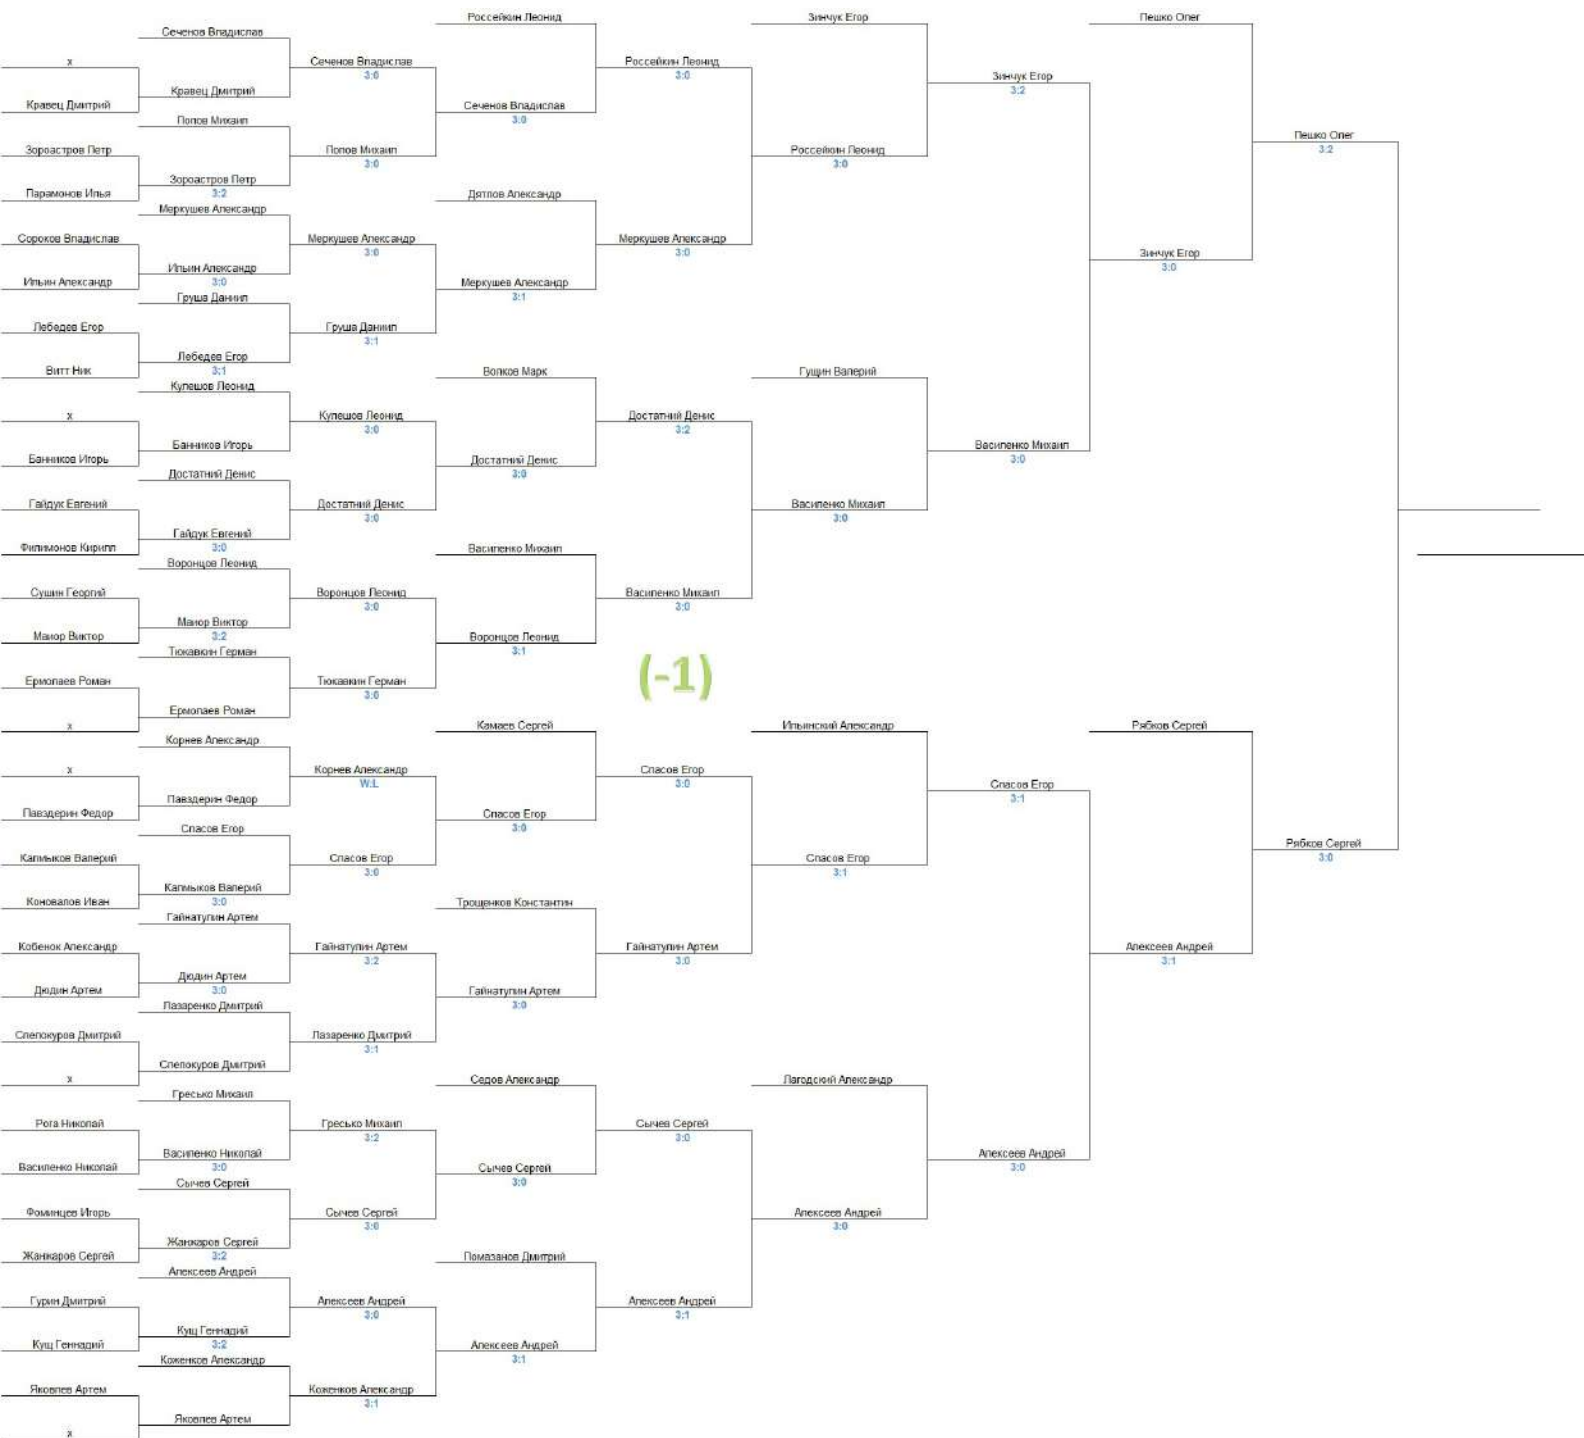 Россейкин Леонид
Зинчук Егор
Пешко Олег
Сеченов Владислав
х
Сеченов Владислав
3:0
Россейкин Леонид
3:0
Зинчук Егор
3:2
Кравец Дмитрий
Кравец Дмитрий
Сеченов Владислав
3:0
Попов Михаил
Пешко Олег
3:2
Зороастров Петр
Попов Михаил
3:0
Россейкин Леонид
3:0
Зороастров Петр
3:2
Парамонов Илья
Дятлов Александр
Меркушев Александр
Сороков Владислав
Меркушев Александр
3:0
Меркушев Александр
3:0
Зинчук Егор
3:0
Ильин Александр
3:0
Ильин Александр
Меркушев Александр
3:1
Груша Даниил
Лебедев Егор
Груша Даниил
3:1
Лебедев Егор
3:1
Витт Ник
Волков Марк
Гущин Валерий
Кулешов Леонид
х
Кулешов Леонид
3:0
Достатний Денис
3:2
Банников Игорь
Василенко Михаил
3:0
Банников Игорь
Достатний Денис
3:0
Достатний Денис
Гайдук Евгений
Достатний Денис
3:0
Василенко Михаил
3:0
Гайдук Евгений
3:0
Филимонов Кирилл
Василенко Михаил
Воронцов Леонид
Сушин Георгий
Воронцов Леонид
3:0
Василенко Михаил
3:0
Маиор Виктор
3:2
Маиор Виктор
Воронцов Леонид
3:1
Тюкавкин Герман
(-1)
Ермолаев Роман
Тюкавкин Герман
3:0
Ермолаев Роман
х
Камаев Сергей
Ильинский Александр
Рябков Сергей
Корнев Александр
х
Корнев Александр
W:L
Спасов Егор
3:0
Спасов Егор
3:1
Павздерин Федор
Павздерин Федор
Спасов Егор
3:0
Спасов Егор
Рябков Сергей
3:0
Калмыков Валерий
Спасов Егор
3:0
Спасов Егор
3:1
Калмыков Валерий
3:0
Коновалов Иван
Трощенков Константин
Гайнатулин Артем
Кобенок Александр
Гайнатулин Артем
3:2
Гайнатулин Артем
3:0
Алексеев Андрей
3:1
Дюдин Артем
3:0
Дюдин Артем
Гайнатулин Артем
3:0
Лазаренко Дмитрий
Слепокуров Дмитрий
Лазаренко Дмитрий
3:1
Слепокуров Дмитрий
х
Седов Александр
Лагодский Александр
Гресько Михаил
Рога Николай
Гресько Михаил
3:2
Сычев Сергей
3:0
Василенко Николай
3:0
Алексеев Андрей
3:0
Василенко Николай
Сычев Сергей
3:0
Сычев Сергей
Фоминцев Игорь
Сычев Сергей
3:0
Алексеев Андрей
3:0
Жанжаров Сергей
3:2
Жанжаров Сергей
Помазанов Дмитрий
Алексеев Андрей
Гурин Дмитрий
Алексеев Андрей
3:0
Алексеев Андрей
3:1
Кущ Геннадий
3:2
Кущ Геннадий
Алексеев Андрей
3:1
Коженков Александр
Яковлев Артем
Коженков Александр
3:1
Яковлев Артем
х